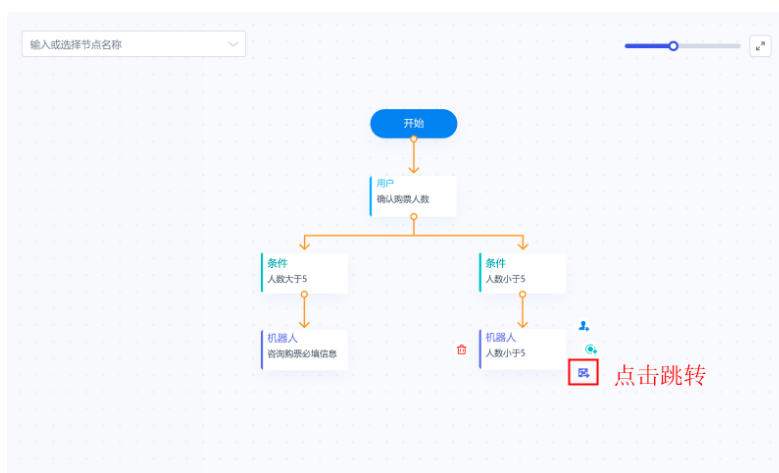 输入或选择节点名称
开始
用户
确认购票人数
条件
人数大于5
条件
人数小于5
机器人
咨询购票必填信息
机器人
人数小于5
点击跳转